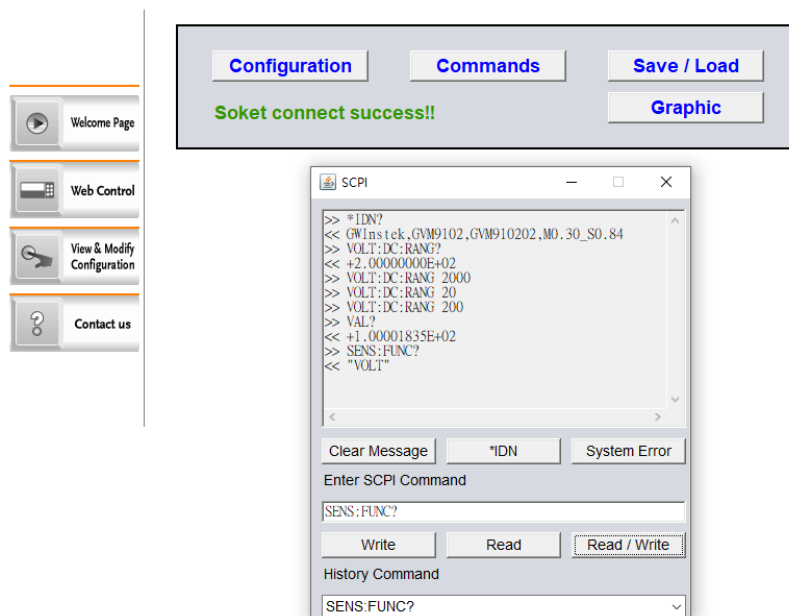 Configuration
Commands
Save / Load
Soket connect success!!
Graphic
Welcome Page
Web Control
View & Modify
Configuration
Contact us
SCPI
>> *IDN?
<< GWInstek,GVM9102,GVM910202,M0.30_S0.84
>> VOLT:DC:RANG?
<< +2.00000000E+02
>> VOLT:DC:RANG 2000
>> VOLT:DC:RANG 20
>> VOLT:DC:RANG 200
>> VAL?
<< +1.00001835E+02
>> SENS:FUNC?
<< "VOLT"
Clear Message
*IDN
System Error
Enter SCPI Command
SENS:FUNC?
Write
Read
Read / Write
History Command
SENS:FUNC?